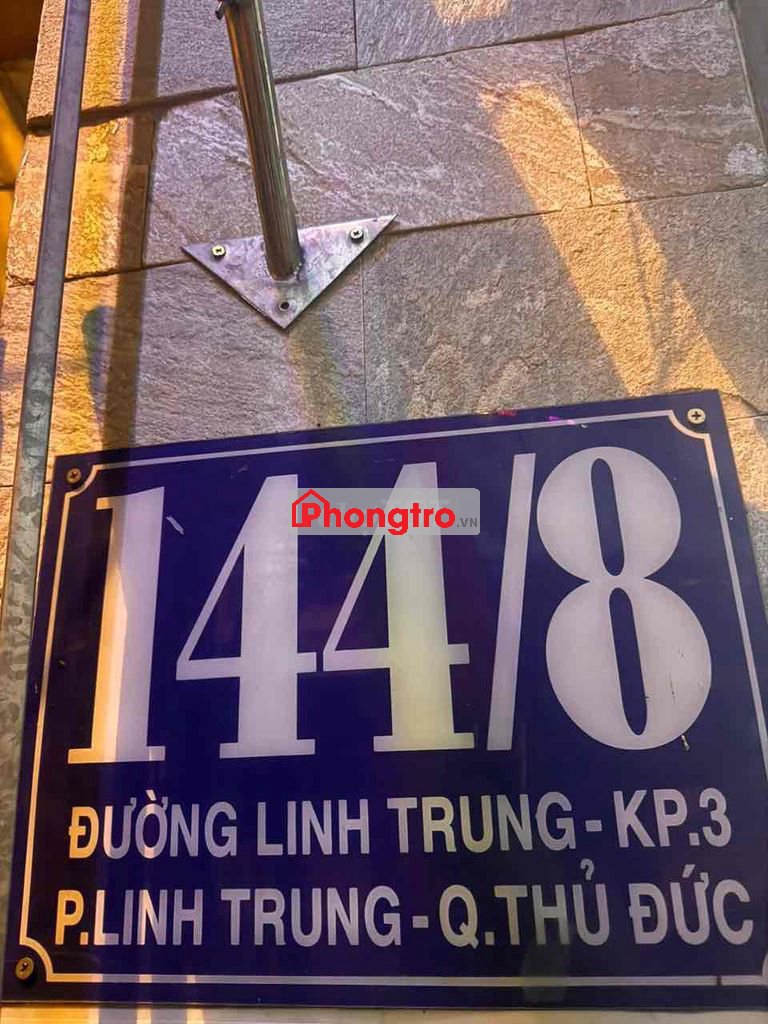 144/8
Phongtro.VN
ĐƯỜNG LINH TRUNG - KP.3
P.LINH TRUNG - Q.THỦ ĐỨC